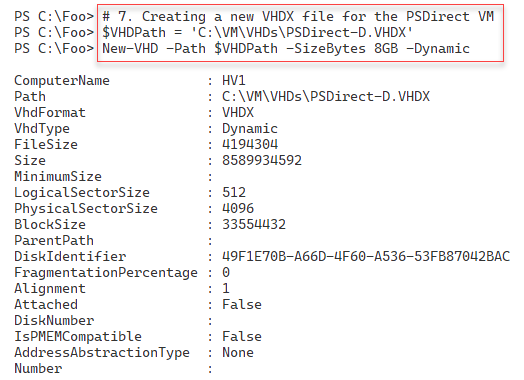 PS C:\Foo> # 7. Creating a new VHDX file for the PSDirect VM
PS C:\Foo> $VHDPath = 'C:\VM\VHDs\PSDirect-D.VHDX'
PS C:\Foo> New-VHD -Path $VHDPath -SizeBytes 8GB -Dynamic
ComputerName : HV1
Path : C:\VM\VHDs\PSDirect-D.VHDX
VhdFormat : VHDX
VhdType : Dynamic
FileSize : 4194304
Size : 8589934592
MinimumSize :
LogicalSectorSize : 512
PhysicalSectorSize : 4096
BlockSize : 33554432
ParentPath :
DiskIdentifier : 49F1E70B-A66D-4F60-A536-53FB87042BAC
FragmentationPercentage : 0
Alignment : 1
Attached : False
DiskNumber :
IsPMEMCompatible : False
AddressAbstractionType : None
Number :